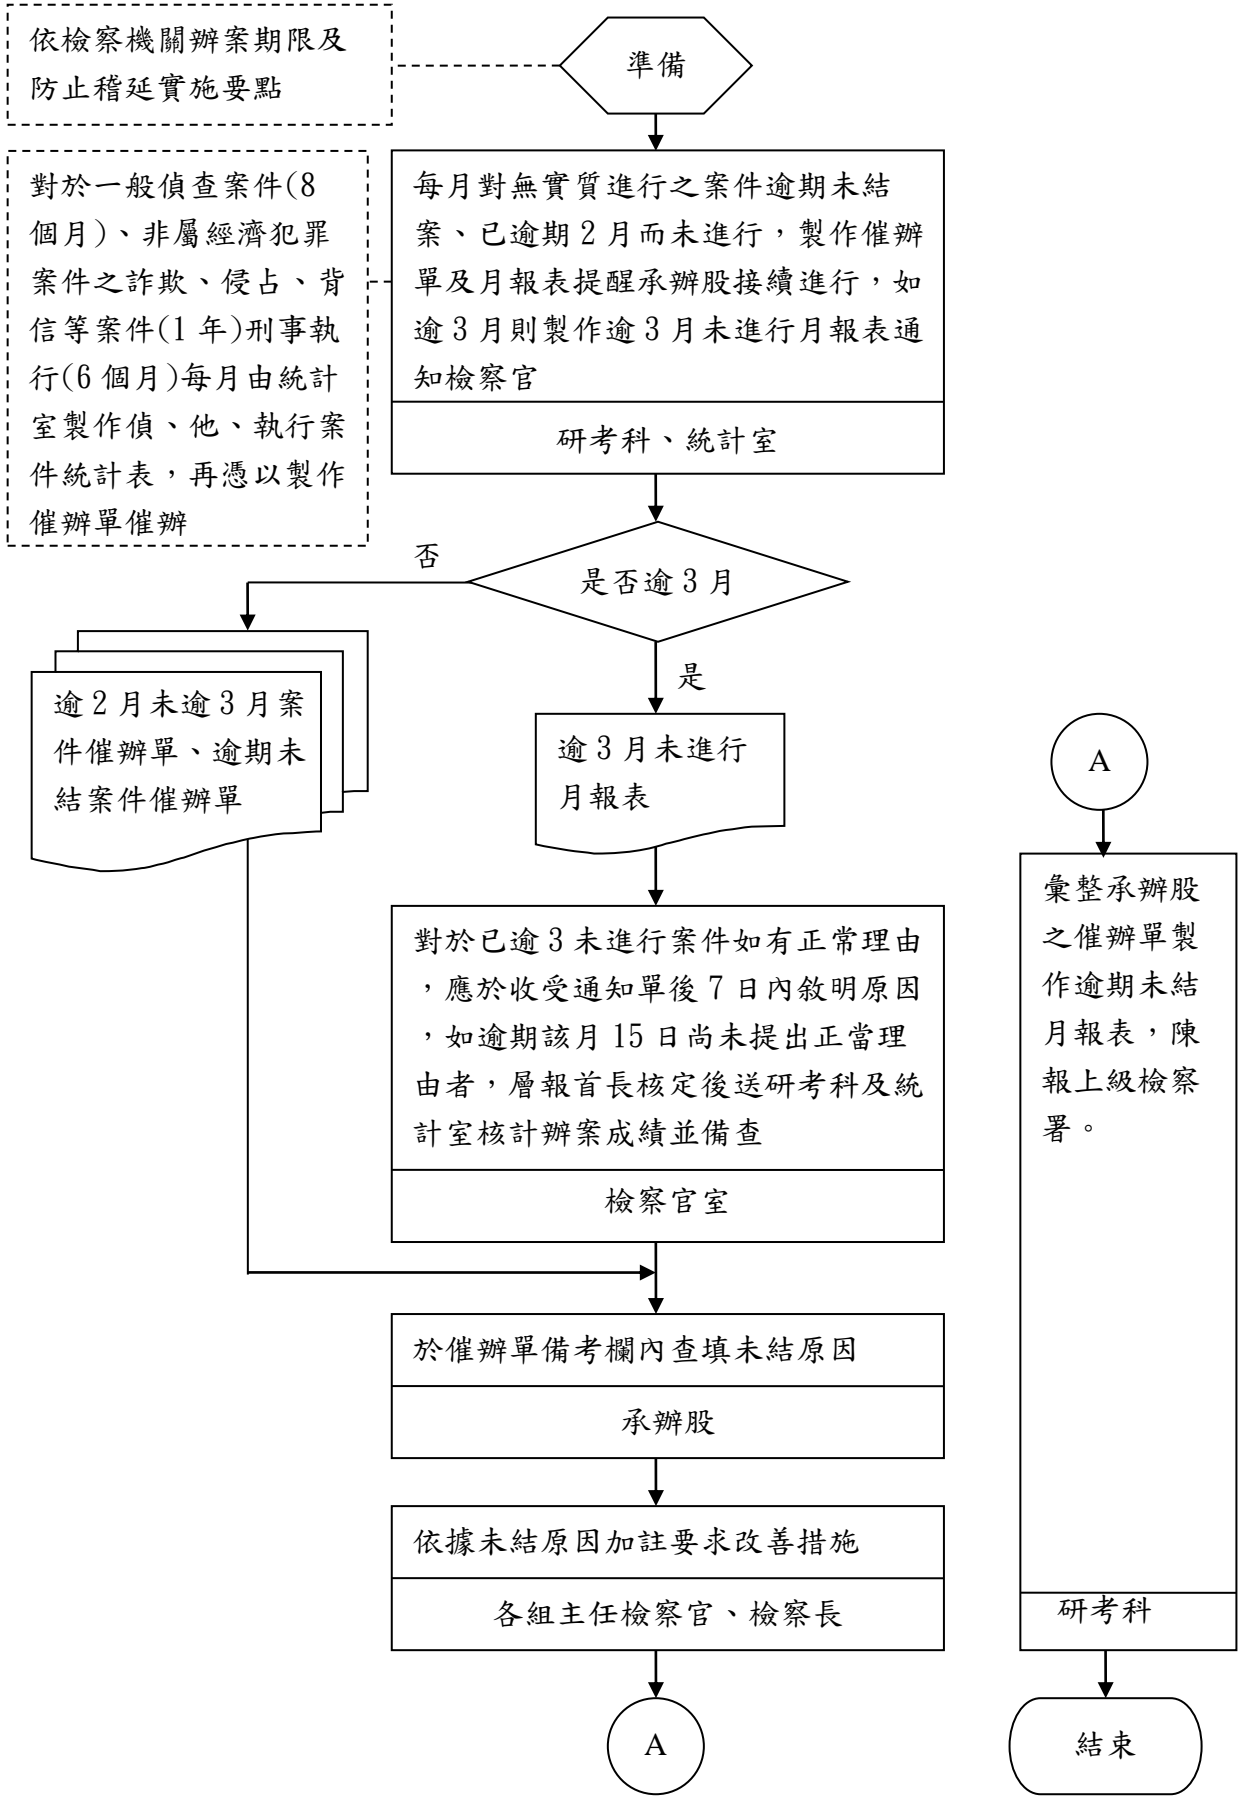 依檢察機關辦案期限及
防止稽延實施要點
準備
對於一般偵查案件(8
個月)、非屬經濟犯罪
案件之詐欺、侵占、背
信等案件(1年)刑事執
行(6個月)每月由統計
室製作偵、他、執行案
件統計表，再憑以製作
催辦單催辦
每月對無實質進行之案件逾期未結
案、已逾期2月而未進行，製作催辦
單及月報表提醒承辦股接續進行，如
逾3月則製作逾3月未進行月報表通
知檢察官
研考科、統計室
是否逾3月
否
是
逾2月未逾3月案
件催辦單、逾期未
結案件催辦單
逾3月未進行
月報表
對於已逾3未進行案件如有正常理由
，應於收受通知單後7日內敘明原因
，如逾期該月15日尚未提出正當理
由者，層報首長核定後送研考科及統
計室核計辦案成績並備查
檢察官室
於催辦單備考欄內查填未結原因
承辦股
依據未結原因加註要求改善措施
各組主任檢察官、檢察長
A
A
彙整承辦股
之催辦單製
作逾期未結
月報表，陳
報上級檢察
署。
研考科
結束